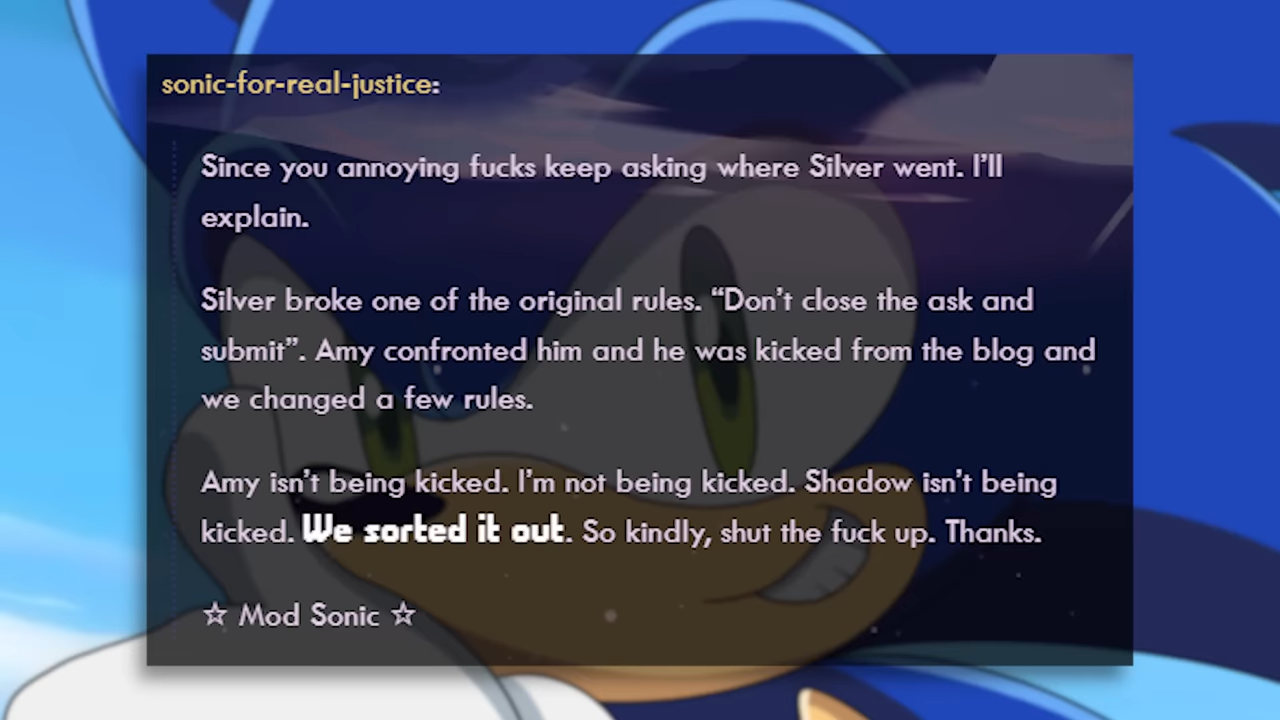 sonic-for-real-justice:
Since you annoying fucks keep asking where Silver went. I’ll
explain.
Silver broke one of the original rules. “Don’t close the ask and
submit”. Amy confronted him and he was kicked from the blog and
we changed a few rules.
Amy isn’t being kicked. I’m not being kicked. Shadow isn’t being
kicked. We sorted it out. So kindly, shut the fuck up. Thanks.
☆ Mod Sonic ☆